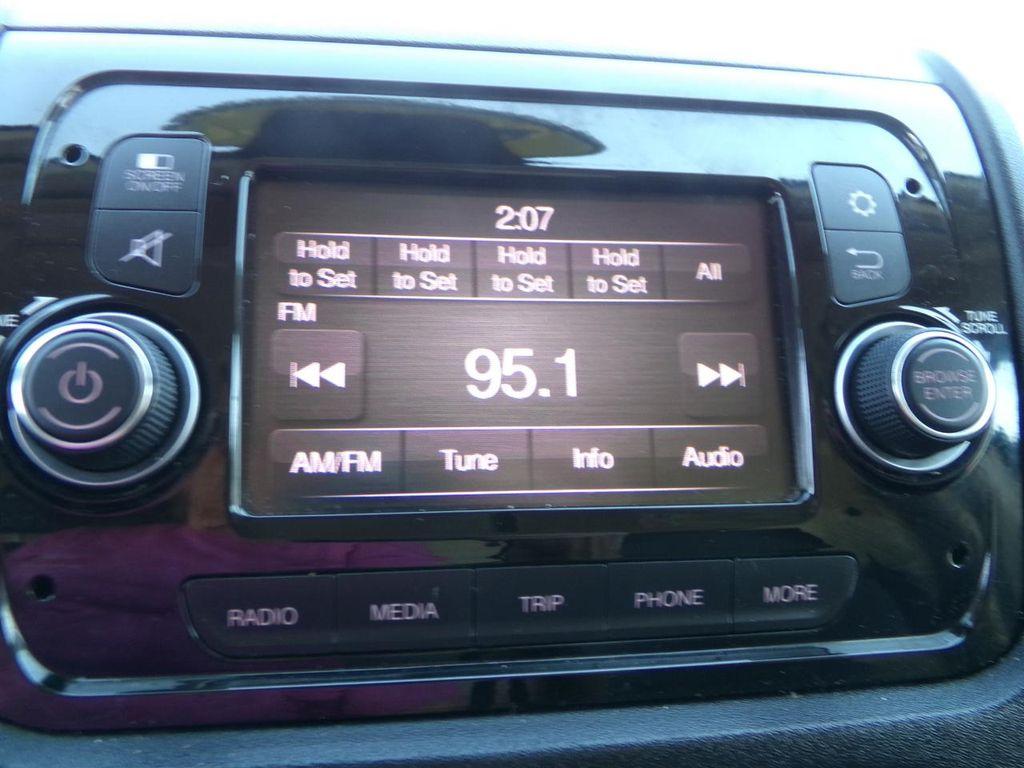 SCREEN
ON/OFF
2:07
Hold to Set
Hold to Set
Hold to Set
Hold to Set
All
FM
95.1
AM/FM
Tune
Info
Audio
BACK
TUNE
SCROLL
BROWSE
ENTER
RADIO
MEDIA
TRIP
PHONE
MORE